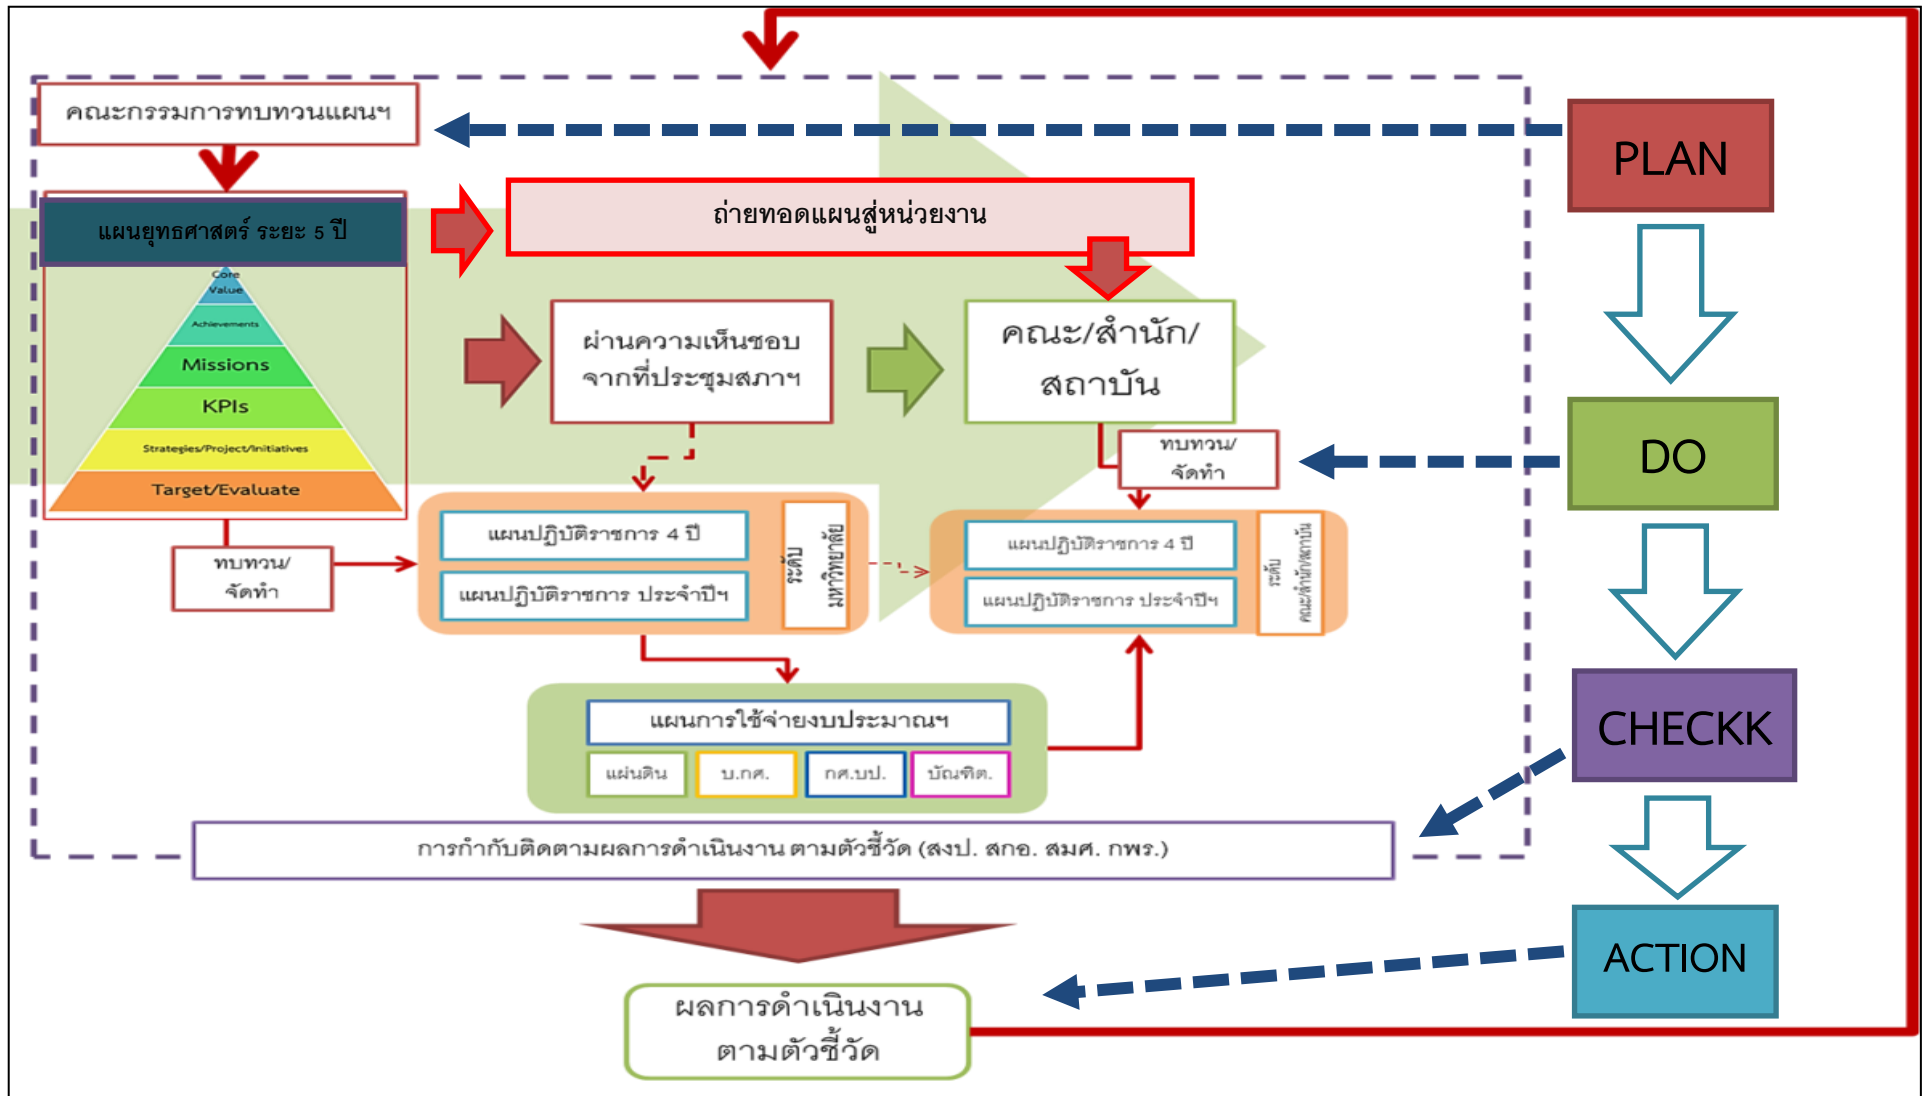 คณะกรรมการทบทวนแผนฯ
PLAN
แผนยุทธศาสตร์ ระยะ 5 ปี
ถ่ายทอดแผนสู่หน่วยงาน
Core
Value
Achievements
Missions
KPIs
Strategies/Project/Initiatives
Target/Evaluate
ผ่านความเห็นชอบ
จากที่ประชุมสภาฯ
คณะ/สำนัก/
สถาบัน
DO
ทบทวน/
จัดทำ
ทบทวน/
จัดทำ
แผนปฏิบัติราชการ 4 ปี
แผนปฏิบัติราชการ ประจำปีฯ
ระดับ
มหาวิทยาลัย
แผนปฏิบัติราชการ 4 ปี
แผนปฏิบัติราชการ ประจำปีฯ
ระดับ
คณะ/สำนัก/สถาบัน
CHECKK
แผนการใช้จ่ายงบประมาณฯ
แผ่นดิน
บ.กศ.
กศ.บป.
บัณฑิต.
การกำกับติดตามผลการดำเนินงาน ตามตัวชี้วัด (สงป. สกอ. สมศ. กพร.)
ACTION
ผลการดำเนินงาน
ตามตัวชี้วัด